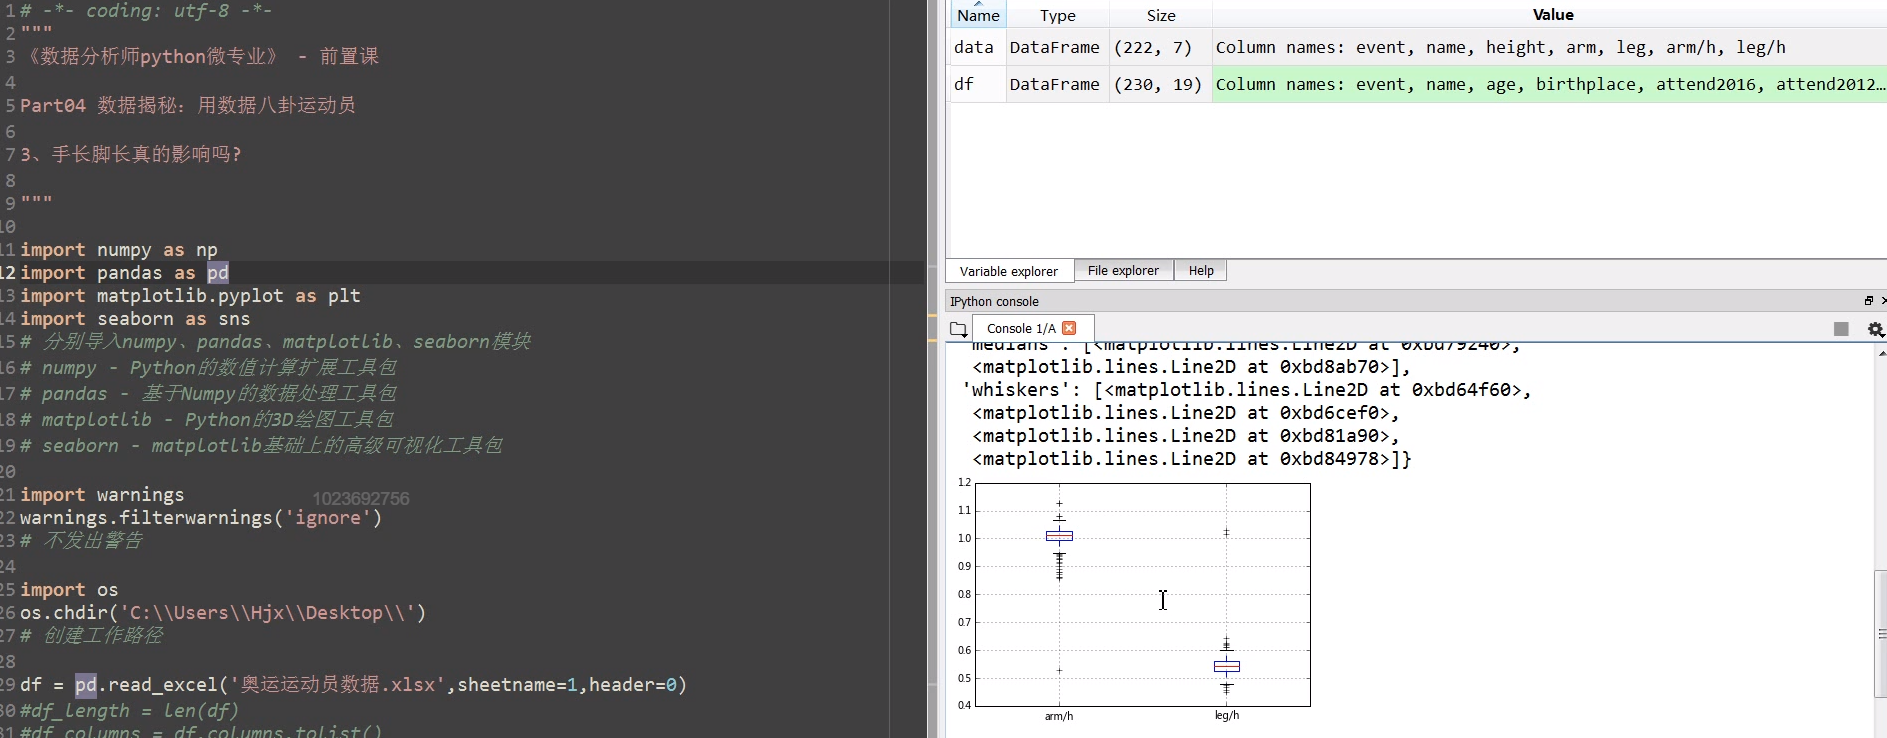 1 # -*- coding: utf-8 -*-
2 """
3 《数据分析师python微专业》 - 前置课
4
5 Part04 数据揭秘：用数据八卦运动员
6
7 3、手长脚长真的影响吗?
8
9 """
10
11 import numpy as np
12 import pandas as pd
13 import matplotlib.pyplot as plt
14 import seaborn as sns
15 # 分别导入numpy、pandas、matplotlib、seaborn模块
16 # numpy - Python的数值计算扩展工具包
17 # pandas - 基于Numpy的数据处理工具包
18 # matplotlib - Python的3D绘图工具包
19 # seaborn - matplotlib基础上的高级可视化工具包
20
21 import warnings
1023692756
22 warnings.filterwarnings('ignore')
23 # 不发出警告
24
25 import os
26 os.chdir('C:\\Users\\Hjx\\Desktop\\')
27 # 创建工作路径
28
29 df = pd.read_excel('奥运运动员数据.xlsx',sheetname=1,header=0)
30 #df_length = len(df)
31 #df_columns = df.columns.tolist()
Name Type Size Value
data DataFrame (222, 7) Column names: event, name, height, arm, leg, arm/h, leg/h
df DataFrame (230, 19) Column names: event, name, age, birthplace, attend2016, attend2012…
Variable explorer File explorer Help
IPython console
Console 1/A
'medians': [<matplotlib.lines.Line2D at 0xbd79240>,
<matplotlib.lines.Line2D at 0xbd8ab70>],
'whiskers': [<matplotlib.lines.Line2D at 0xbd64f60>,
<matplotlib.lines.Line2D at 0xbd6cef0>,
<matplotlib.lines.Line2D at 0xbd81a90>,
<matplotlib.lines.Line2D at 0xbd84978>]}
1.2
1.1
1.0
0.9
0.8
0.7
0.6
0.5
0.4
arm/h leg/h